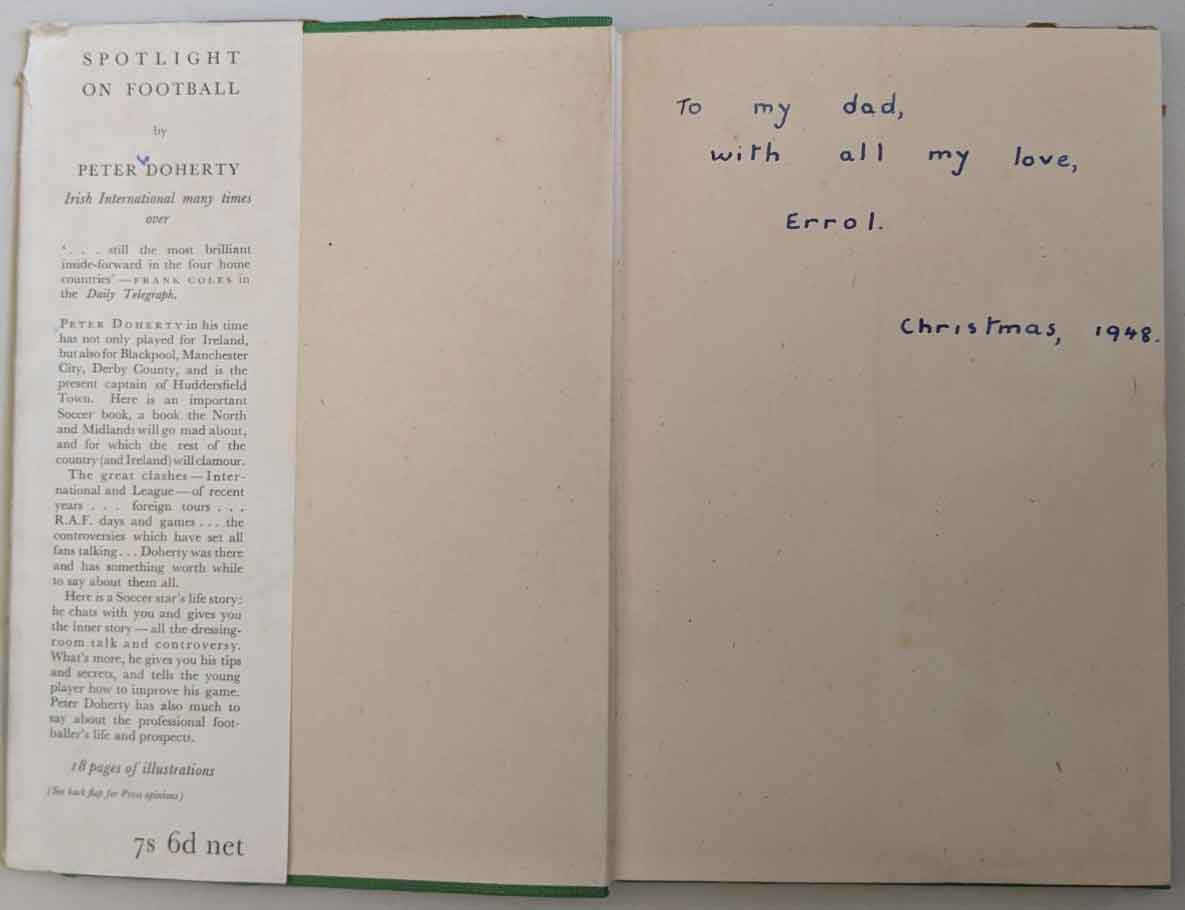 SPOTLIGHT
ON FOOTBALL
by
PETER DOHERTY
Irish International many times
over
‘. . . still the most brilliant
inside-forward in the four home
countries’—FRANK COLES in
the Daily Telegraph.
PETER DOHERTY in his time
has not only played for Ireland,
but also for Blackpool, Manchester
City, Derby County, and is the
present captain of Huddersfield
Town. Here is an important
Soccer book, a book the North
and Midlands will go mad about,
and for which the rest of the
country (and Ireland) will clamour.
The great clashes—Inter-
national and League—of recent
years . . . foreign tours . . .
R.A.F. days and games . . . the
controversies which have set all
fans talking . . . Doherty was there
and has something worth while
to say about them all.
Here is a Soccer star's life story:
he chats with you and gives you
the inner story—all the dressing-
room talk and controversy.
What's more, he gives you his tips
and secrets, and tells the young
player how to improve his game.
Peter Doherty has also much to
say about the professional foot-
baller's life and prospects.
18 pages of illustrations
(See back flap for Press opinions)
7s 6d net
To my dad,
with all my love,
Errol.
Christmas, 1948.